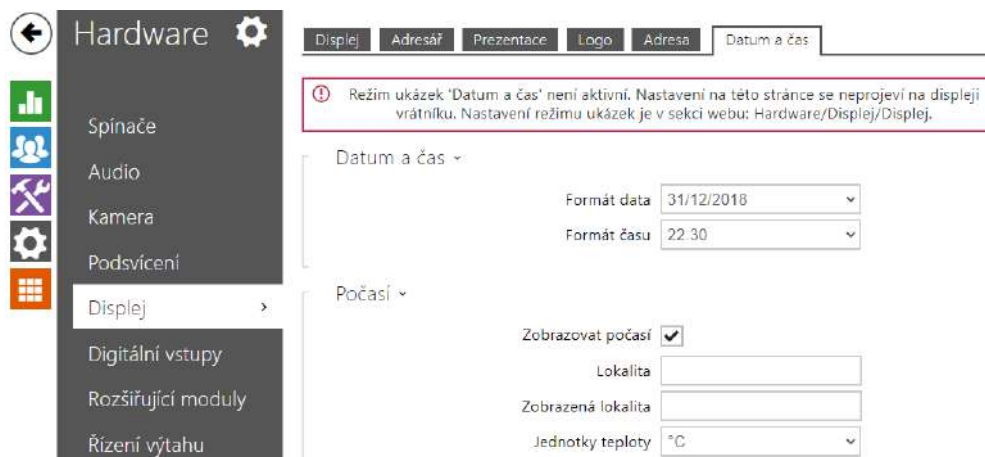 Hardware
Spínače
Audio
Kamera
Podsvícení
Displej
Digitální vstupy
Rozšiřující moduly
Řízení výtahu
Displej Adresář Prezentace Logo Adresa Datum a čas
Režim ukázek 'Datum a čas' není aktivní. Nastavení na této stránce se neprojeví na displeji
vrátníku. Nastavení režimu ukázek je v sekci webu: Hardware/Displej/Displej.
Datum a čas
Formát data 31/12/2018
Formát času 22:30
Počasí
Zobrazovat počasí
Lokalita
Zobrazená lokalita
Jednotky teploty °C